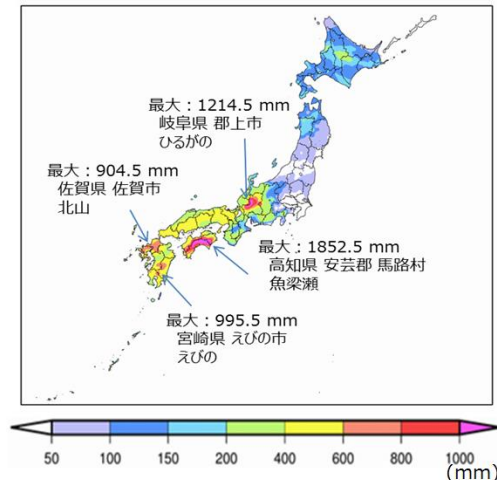 最大：1214.5 mm
岐阜県 郡上市
ひるがの
最大：904.5 mm
佐賀県 佐賀市
北山
最大：1852.5 mm
高知県 安芸郡 馬路村
魚梁瀬
最大：995.5 mm
宮崎県 えびの市
えびの
50 100 150 200 400 600 800 1000
(mm)